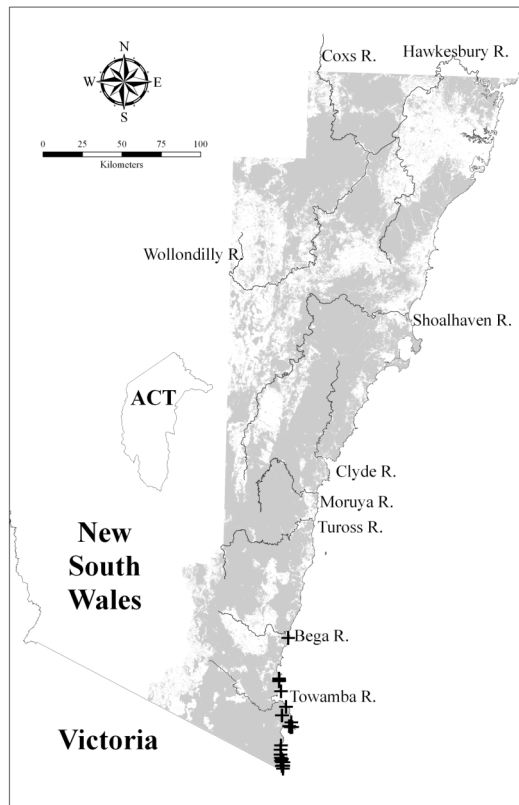 Coxs R.
Hawkesbury R.
N
W E
S
0 25 50 75 100
Kilometers
Wollondilly R.
Shoalhaven R.
ACT
Clyde R.
Moruya R.
Tuross R.
New
South
Wales
Bega R.
Towamba R.
Victoria